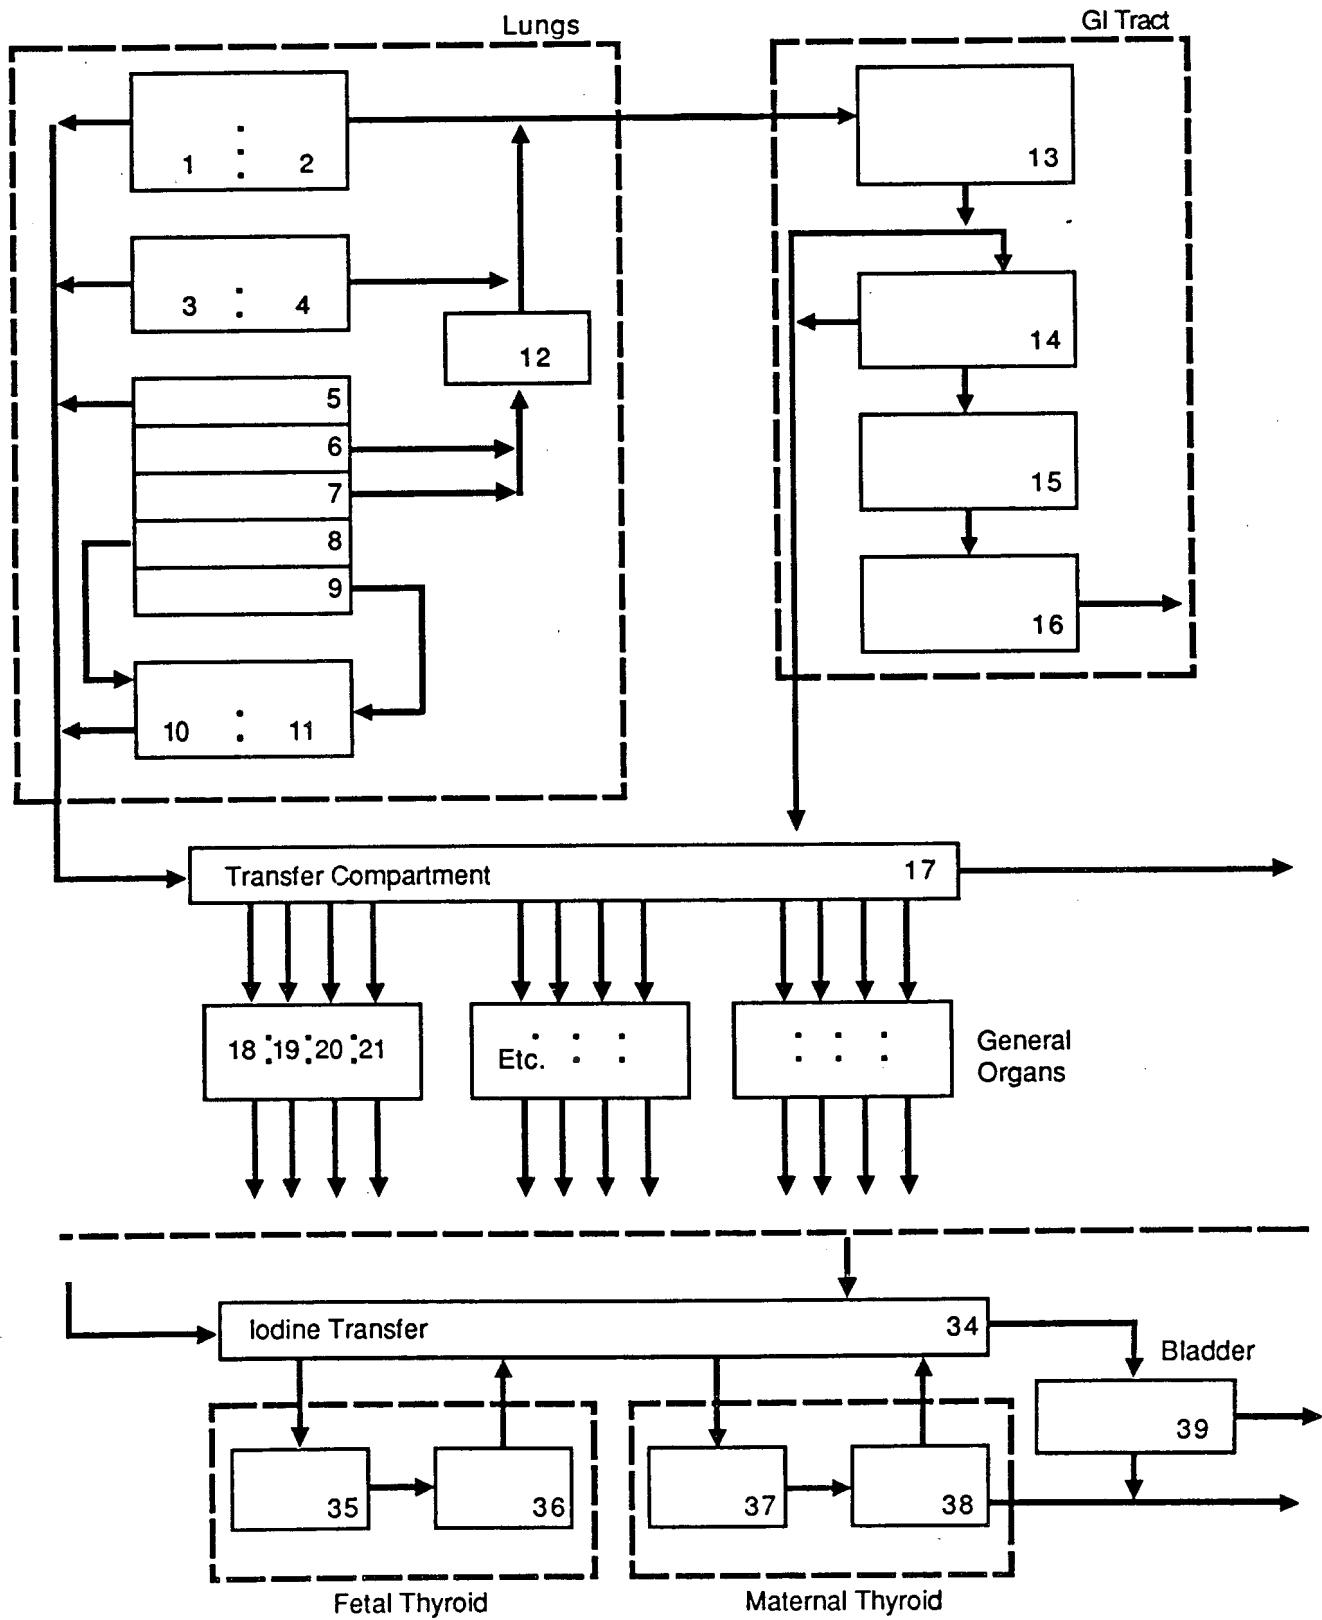 Lungs
GI Tract
1 : 2
13
3 : 4
12
14
5
6
7
15
8
9
16
10 : 11
Transfer Compartment 17
18 : 19 : 20 : 21
Etc. : :
: : :
General
Organs
Iodine Transfer 34
Bladder
39
35
36
37
38
Fetal Thyroid
Maternal Thyroid